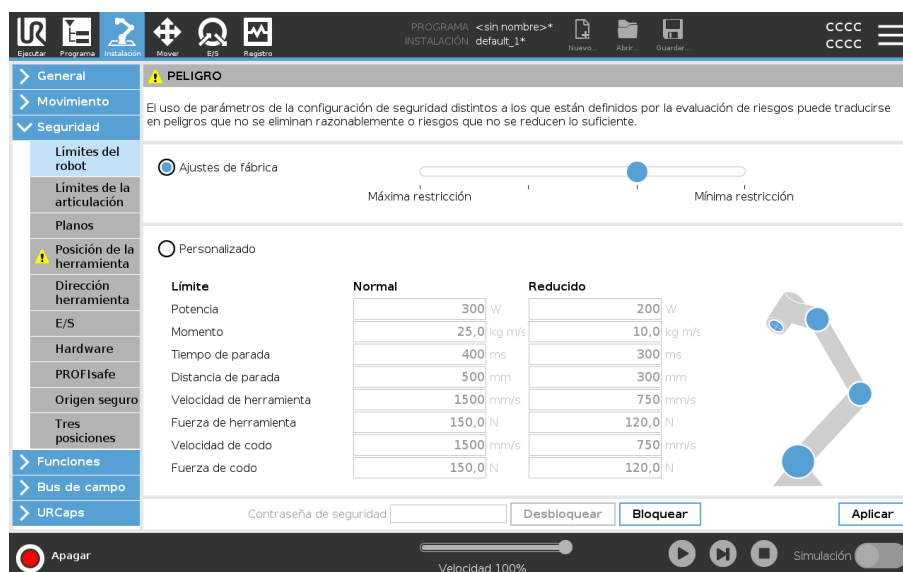 PROGRAMA <sin nombre>*
INSTALACIÓN default_1*
CCCC
CCCC
Ejecutar Programa Instalación Mover E/S Registro Nuevo... Abrir... Guardar...
General
Movimiento
Seguridad
Límites del
robot
Límites de la
articulación
Planos
Posición de la
herramienta
Dirección
herramienta
E/S
Hardware
PROFIsafe
Origen seguro
Tres
posiciones
Funciones
Bus de campo
URCaps
PELIGRO
El uso de parámetros de la configuración de seguridad distintos a los que están definidos por la evaluación de riesgos puede traducirse
en peligros que no se eliminan razonablemente o riesgos que no se reducen lo suficiente.
Ajustes de fábrica
Máxima restricción Mínima restricción
Personalizado
Límite Normal Reducido
Potencia 300 W 200 W
Momento 25,0 kg m/s 10,0 kg m/s
Tiempo de parada 400 ms 300 ms
Distancia de parada 500 mm 300 mm
Velocidad de herramienta 1500 mm/s 750 mm/s
Fuerza de herramienta 150,0 N 120,0 N
Velocidad de codo 1500 mm/s 750 mm/s
Fuerza de codo 150,0 N 120,0 N
Contraseña de seguridad Desbloquear Bloquear Aplicar
Apagar Velocidad 100% Simulación